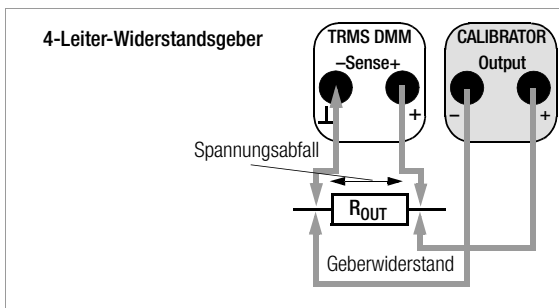 4-Leiter-Widerstandsgeber
TRMS DMM
–Sense+
⊥ +
CALIBRATOR
Output
– +
Spannungsabfall
ROUT
Geberwiderstand